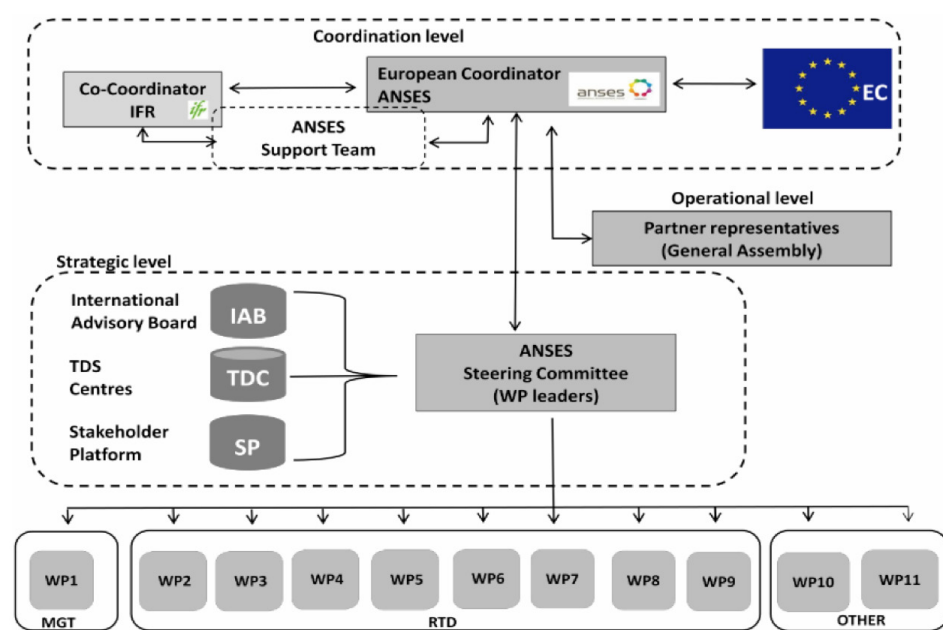 Coordination level
Co-Coordinator
IFR
ifr
European Coordinator
ANSES
anses
EC
ANSES
Support Team
Operational level
Partner representatives
(General Assembly)
Strategic level
International
Advisory Board
IAB
TDS
Centres
TDC
Stakeholder
Platform
SP
ANSES
Steering Committee
(WP leaders)
WP1
WP2
WP3
WP4
WP5
WP6
WP7
WP8
WP9
WP10
WP11
MGT
RTD
OTHER